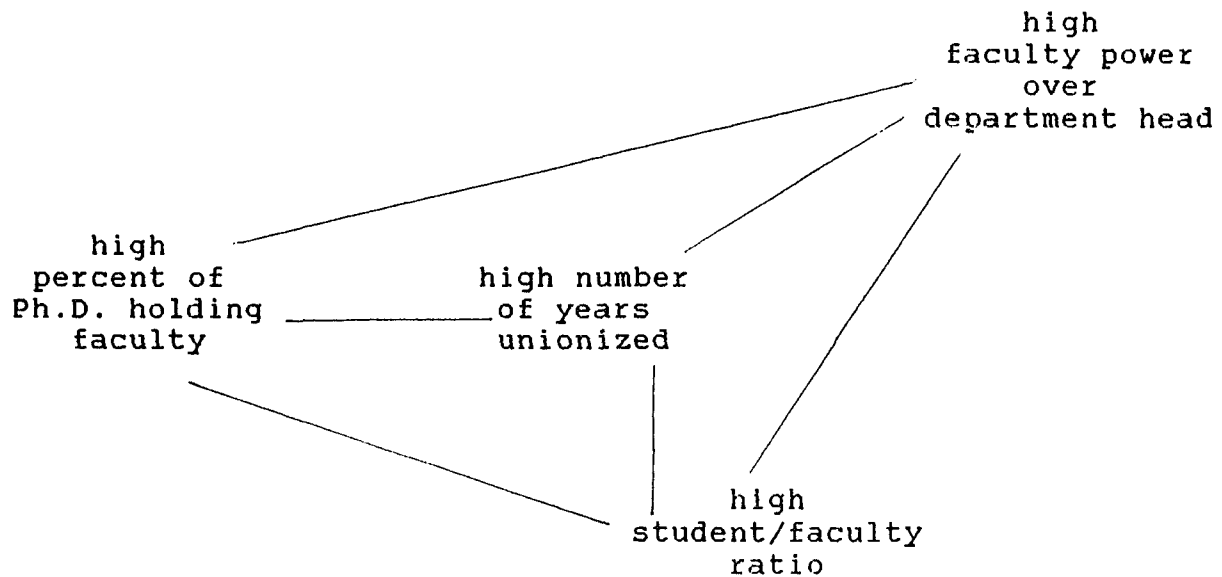 high
faculty power
over
department head
high
percent of
Ph.D. holding
faculty
high number
of years
unionized
high
student/faculty
ratio